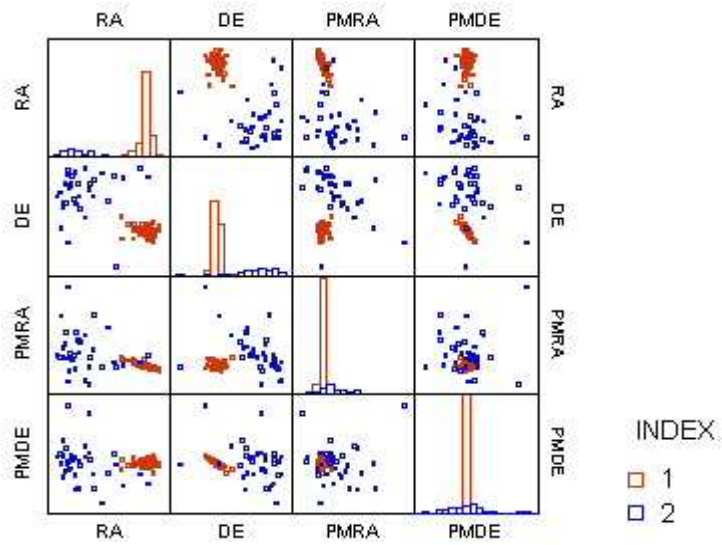 RA DE PMRA PMDE
RA RA
DE DE
PMRA PMRA
PMDE PMDE
RA DE PMRA PMDE
INDEX
1
2